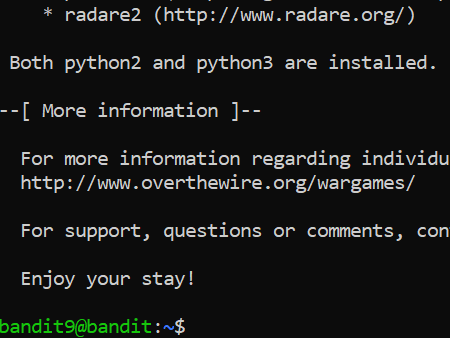 * radare2 (http://www.radare.org/)
Both python2 and python3 are installed.
--[ More information ]--
For more information regarding individu
http://www.overthewire.org/wargames/
For support, questions or comments, con
Enjoy your stay!
bandit9@bandit:~$